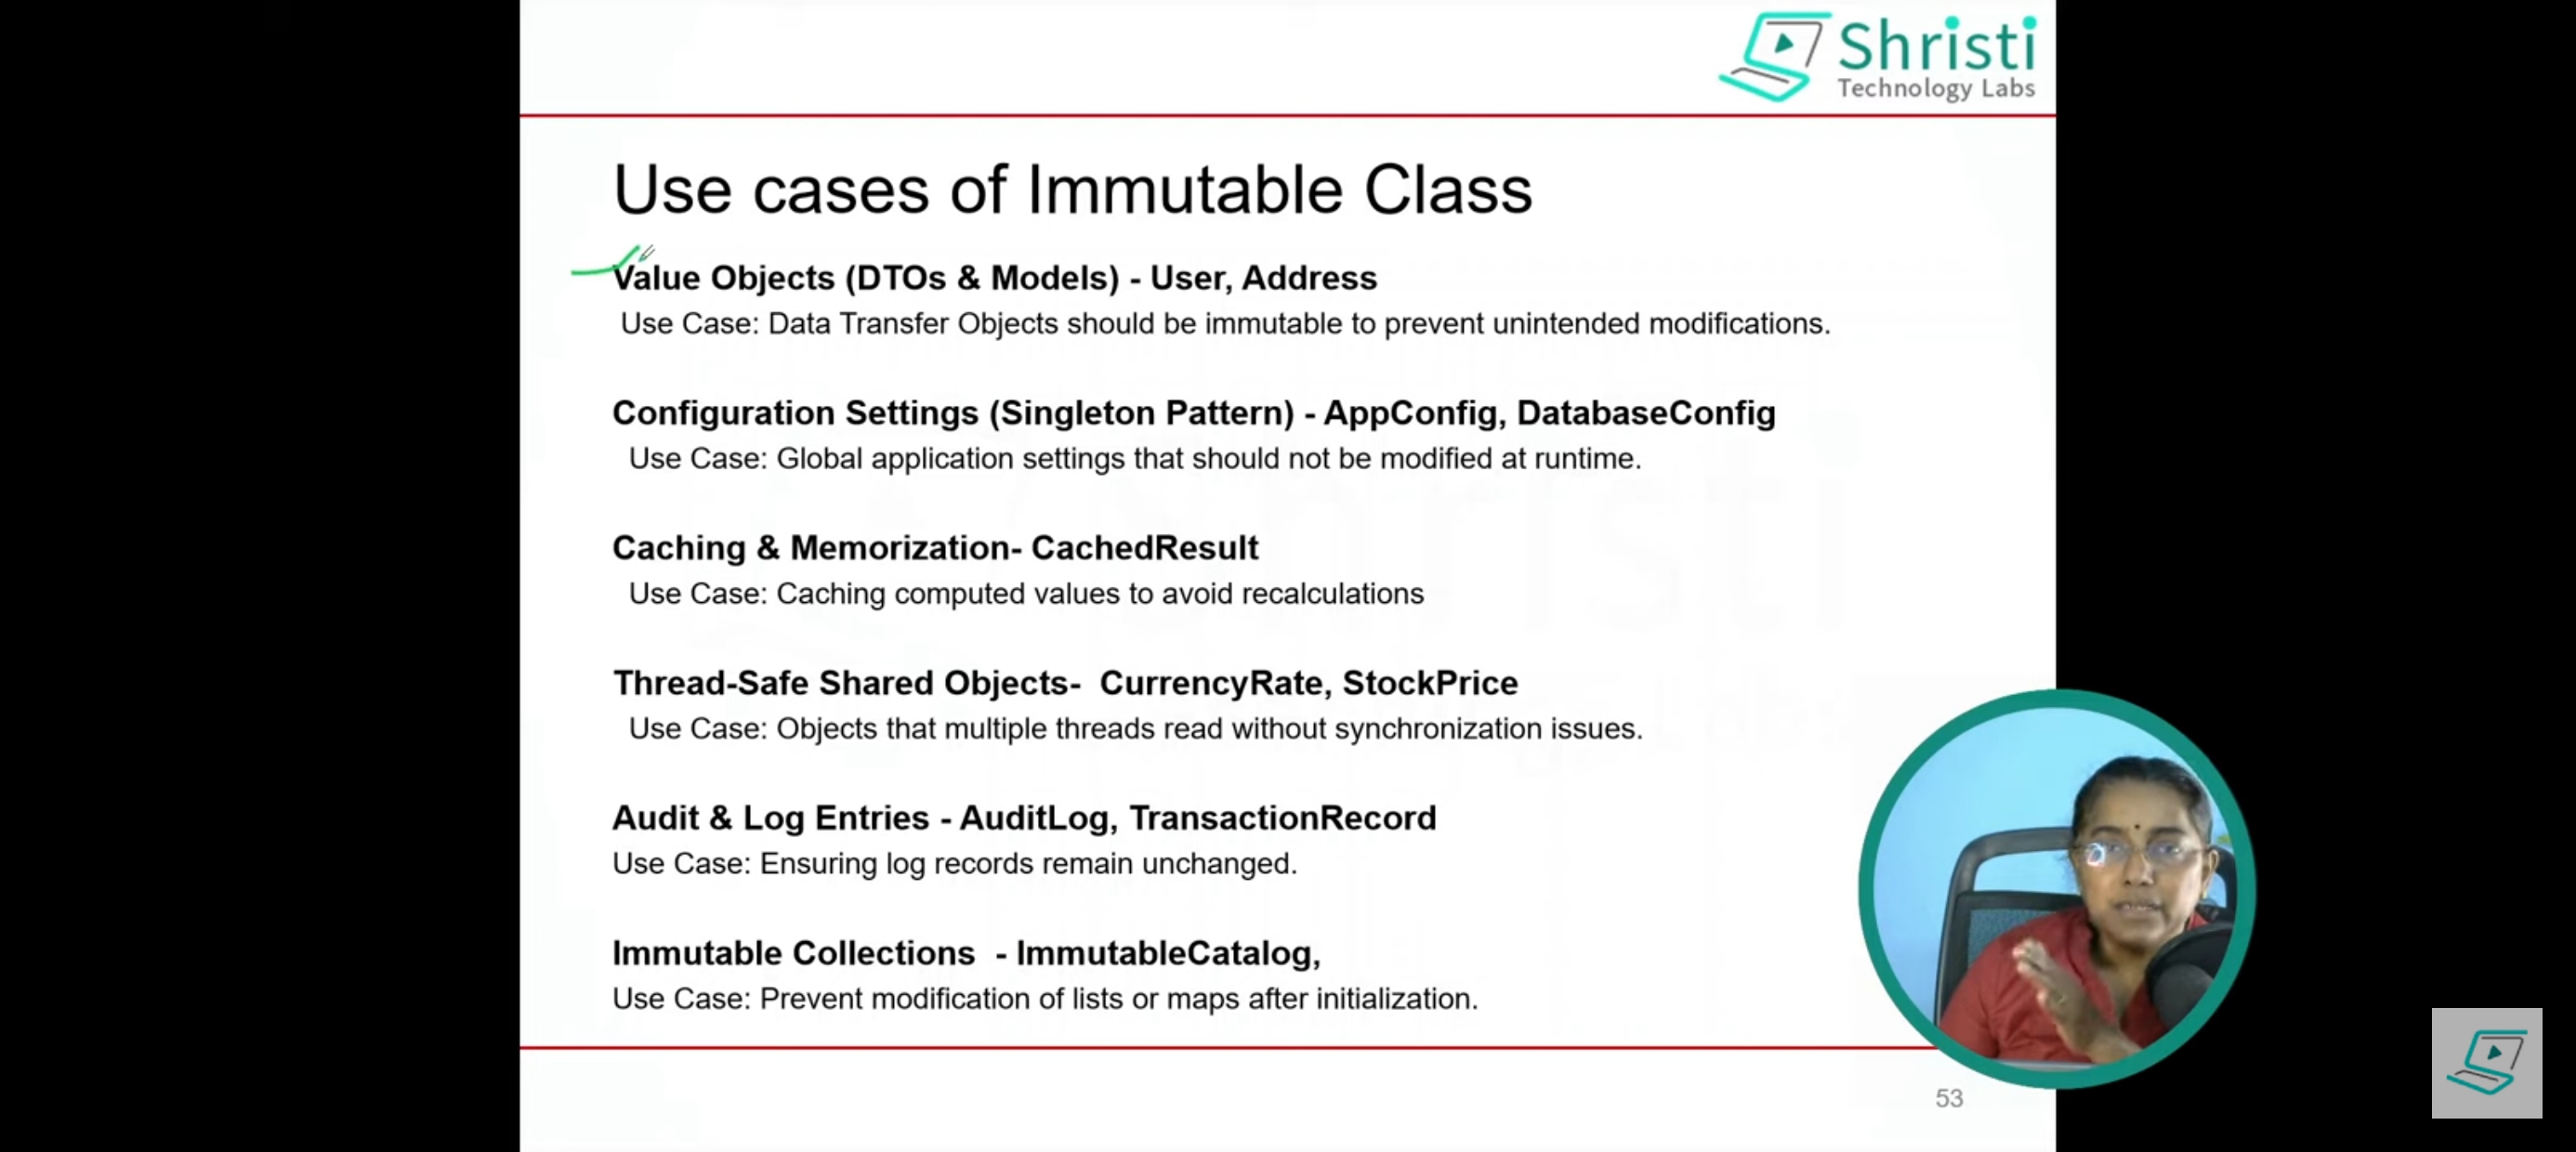 Shristi
Technology Labs
Use cases of Immutable Class
Value Objects (DTOs & Models) - User, Address
Use Case: Data Transfer Objects should be immutable to prevent unintended modifications.
Configuration Settings (Singleton Pattern) - AppConfig, DatabaseConfig
Use Case: Global application settings that should not be modified at runtime.
Caching & Memorization- CachedResult
Use Case: Caching computed values to avoid recalculations
Thread-Safe Shared Objects-  CurrencyRate, StockPrice
Use Case: Objects that multiple threads read without synchronization issues.
Audit & Log Entries - AuditLog, TransactionRecord
Use Case: Ensuring log records remain unchanged.
Immutable Collections  - ImmutableCatalog,
Use Case: Prevent modification of lists or maps after initialization.
53